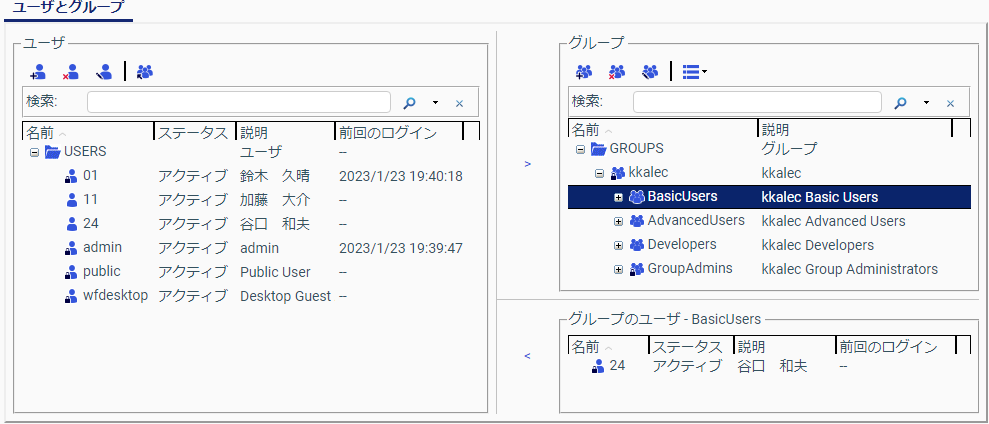 ユーザとグループ
ユーザ
検索:
名前 ステータス 説明 前回のログイン
USERS ユーザ --
01 アクティブ 鈴木　久晴 2023/1/23 19:40:18
11 アクティブ 加藤　大介 --
24 アクティブ 谷口　和夫 --
admin アクティブ admin 2023/1/23 19:39:47
public アクティブ Public User --
wfdesktop アクティブ Desktop Guest --
>
<
グループ
検索:
名前 説明
GROUPS グループ
kkalec kkalec
BasicUsers kkalec Basic Users
AdvancedUsers kkalec Advanced Users
Developers kkalec Developers
GroupAdmins kkalec Group Administrators
グループのユーザ - BasicUsers
名前 ステータス 説明 前回のログイン
24 アクティブ 谷口　和夫 --